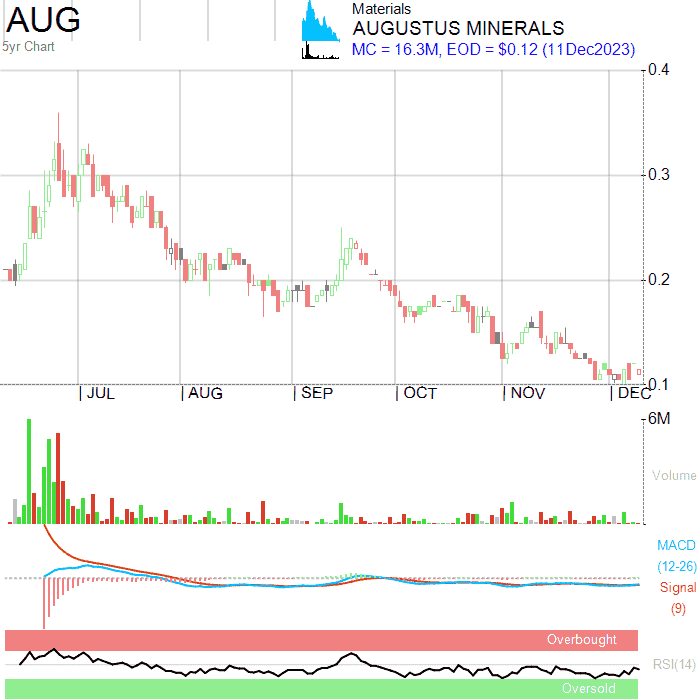 AUG
5yr Chart
Materials
AUGUSTUS MINERALS
MC = 16.3M, EOD = $0.12 (11Dec2023)
0.4
0.3
0.2
0.1
JUL AUG SEP OCT NOV DEC
6M
Volume
MACD
(12-26)
Signal
(9)
Overbought
RSI(14)
Oversold